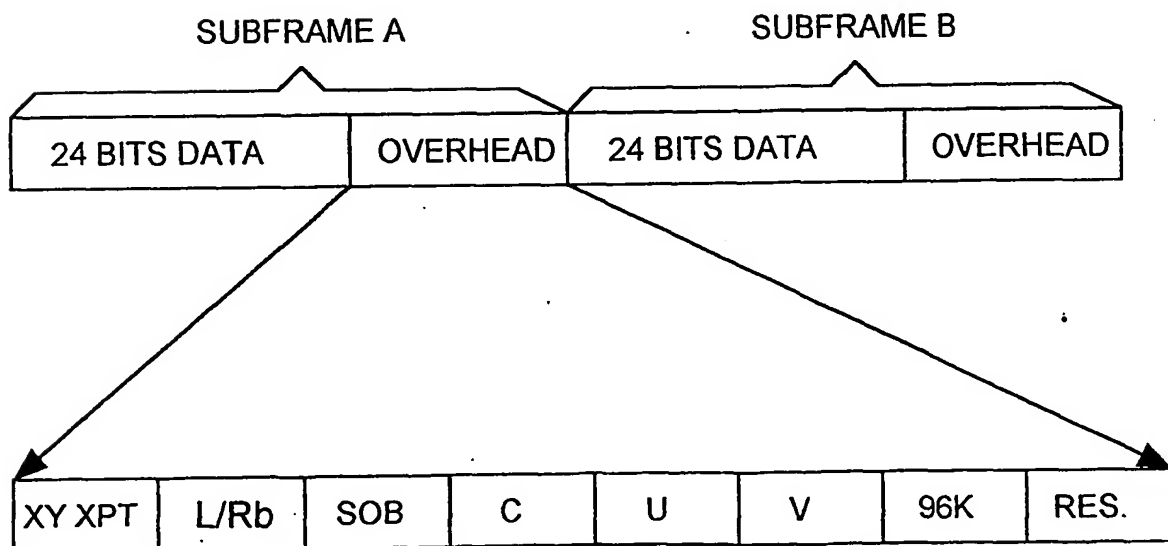 SUBFRAME A SUBFRAME B
24 BITS DATA OVERHEAD 24 BITS DATA OVERHEAD
XY XPT L/Rb SOB C U V 96K RES.